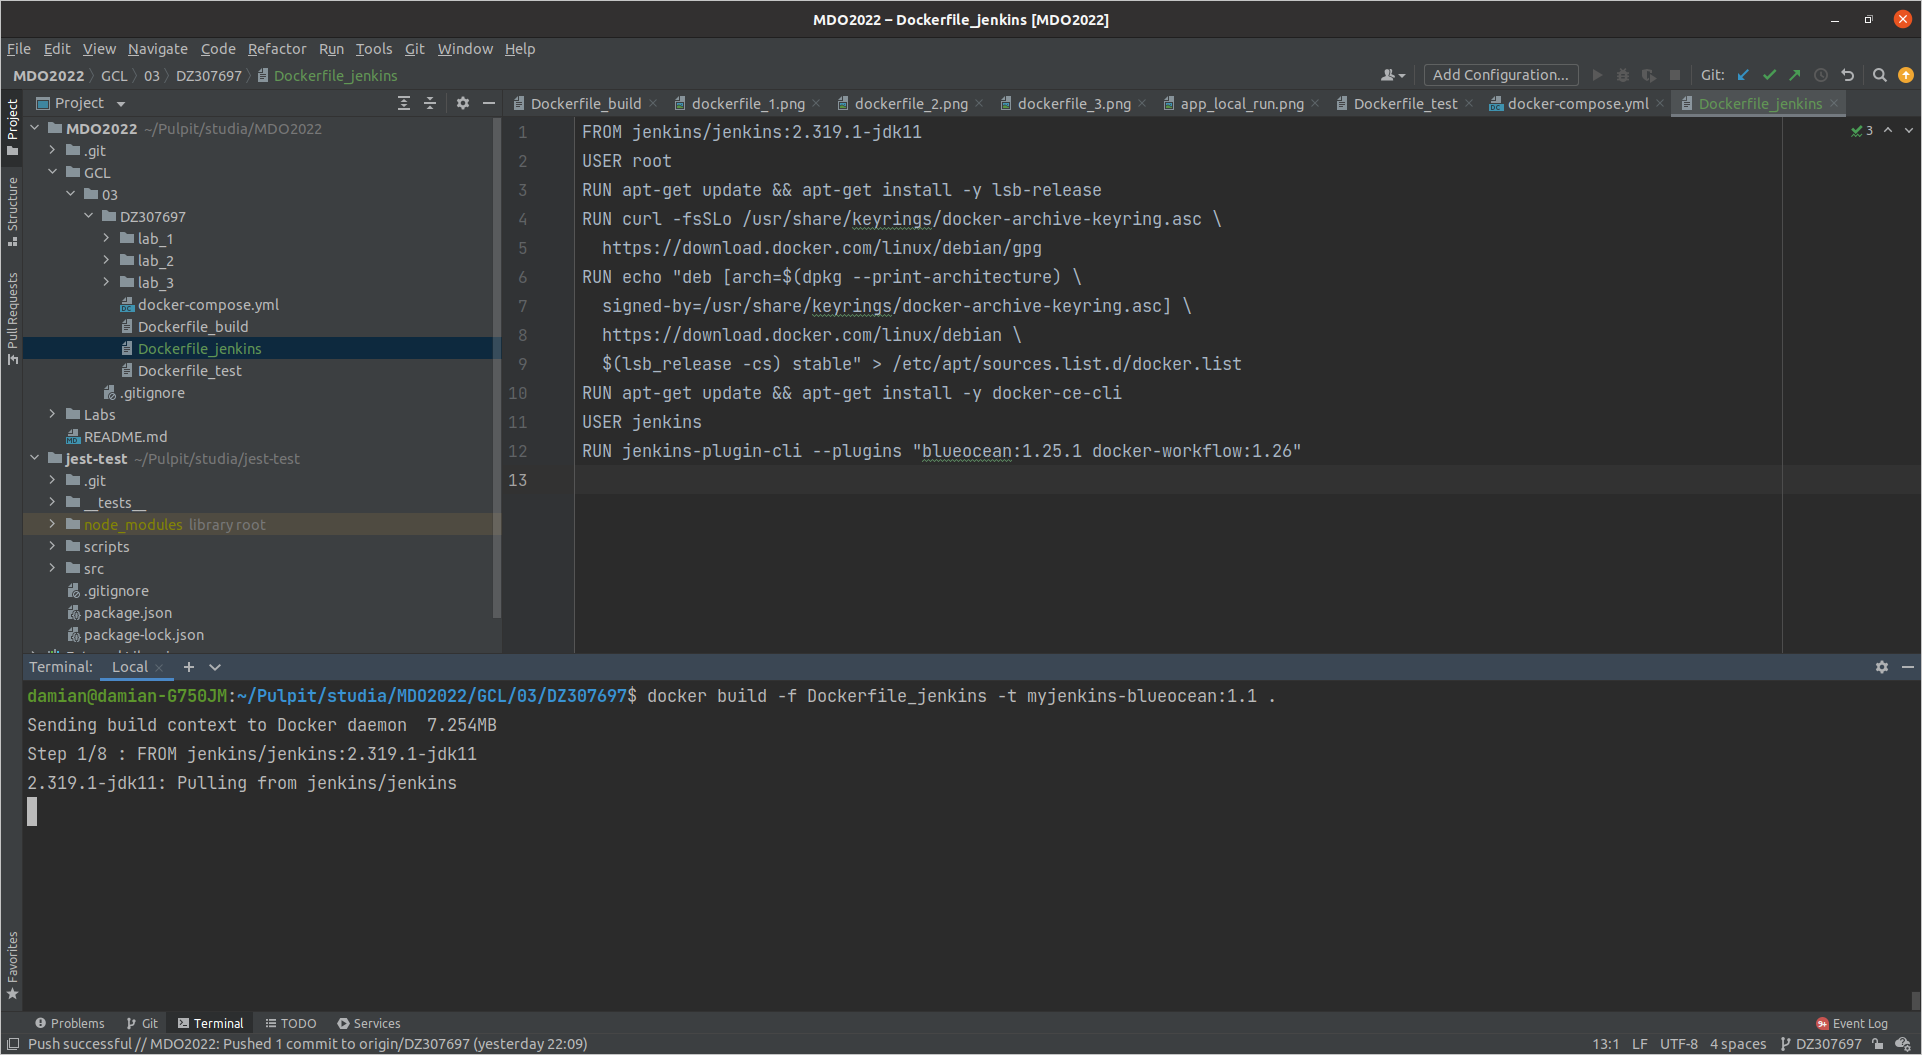 MDO2022 – Dockerfile_jenkins [MDO2022]
File Edit View Navigate Code Refactor Run Tools Git Window Help
MDO2022 GCL 03 DZ307697 Dockerfile_jenkins
Add Configuration... Git:
Project
Dockerfile_build dockerfile_1.png dockerfile_2.png dockerfile_3.png app_local_run.png Dockerfile_test docker-compose.yml Dockerfile_jenkins
Project
Structure
Pull Requests
Favorites
MDO2022 ~/Pulpit/studia/MDO2022
.git
GCL
03
DZ307697
lab_1
lab_2
lab_3
docker-compose.yml
Dockerfile_build
Dockerfile_jenkins
Dockerfile_test
.gitignore
Labs
README.md
jest-test ~/Pulpit/studia/jest-test
.git
__tests__
node_modules library root
scripts
src
.gitignore
package.json
package-lock.json
3
1 FROM jenkins/jenkins:2.319.1-jdk11
2 USER root
3 RUN apt-get update && apt-get install -y lsb-release
4 RUN curl -fsSLo /usr/share/keyrings/docker-archive-keyring.asc \
5 https://download.docker.com/linux/debian/gpg
6 RUN echo "deb [arch=$(dpkg --print-architecture) \
7 signed-by=/usr/share/keyrings/docker-archive-keyring.asc] \
8 https://download.docker.com/linux/debian \
9 $(lsb_release -cs) stable" > /etc/apt/sources.list.d/docker.list
10 RUN apt-get update && apt-get install -y docker-ce-cli
11 USER jenkins
12 RUN jenkins-plugin-cli --plugins "blueocean:1.25.1 docker-workflow:1.26"
13
Terminal: Local
damian@damian-G750JM:~/Pulpit/studia/MDO2022/GCL/03/DZ307697$ docker build -f Dockerfile_jenkins -t myjenkins-blueocean:1.1 .
Sending build context to Docker daemon  7.254MB
Step 1/8 : FROM jenkins/jenkins:2.319.1-jdk11
2.319.1-jdk11: Pulling from jenkins/jenkins
Problems Git Terminal TODO Services 9+ Event Log
Push successful // MDO2022: Pushed 1 commit to origin/DZ307697 (yesterday 22:09) 13:1 LF UTF-8 4 spaces DZ307697